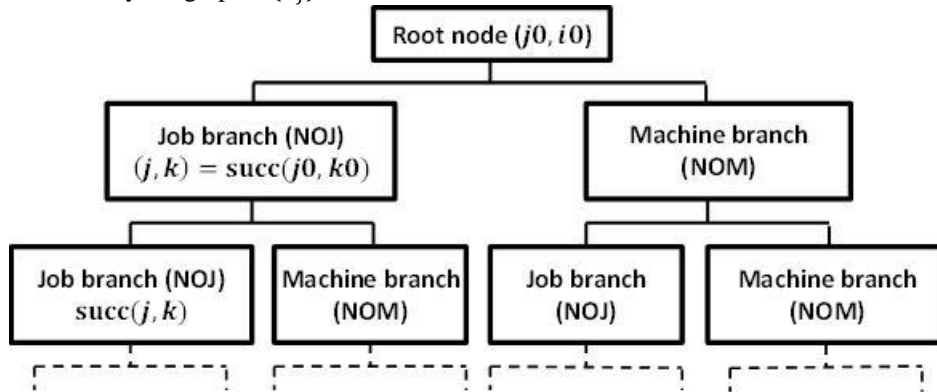 Root node (j0, i0)
Job branch (NOJ)
(j, k) = succ(j0, k0)
Machine branch
(NOM)
Job branch (NOJ)
succ(j, k)
Machine branch
(NOM)
Job branch
(NOJ)
Machine branch
(NOM)